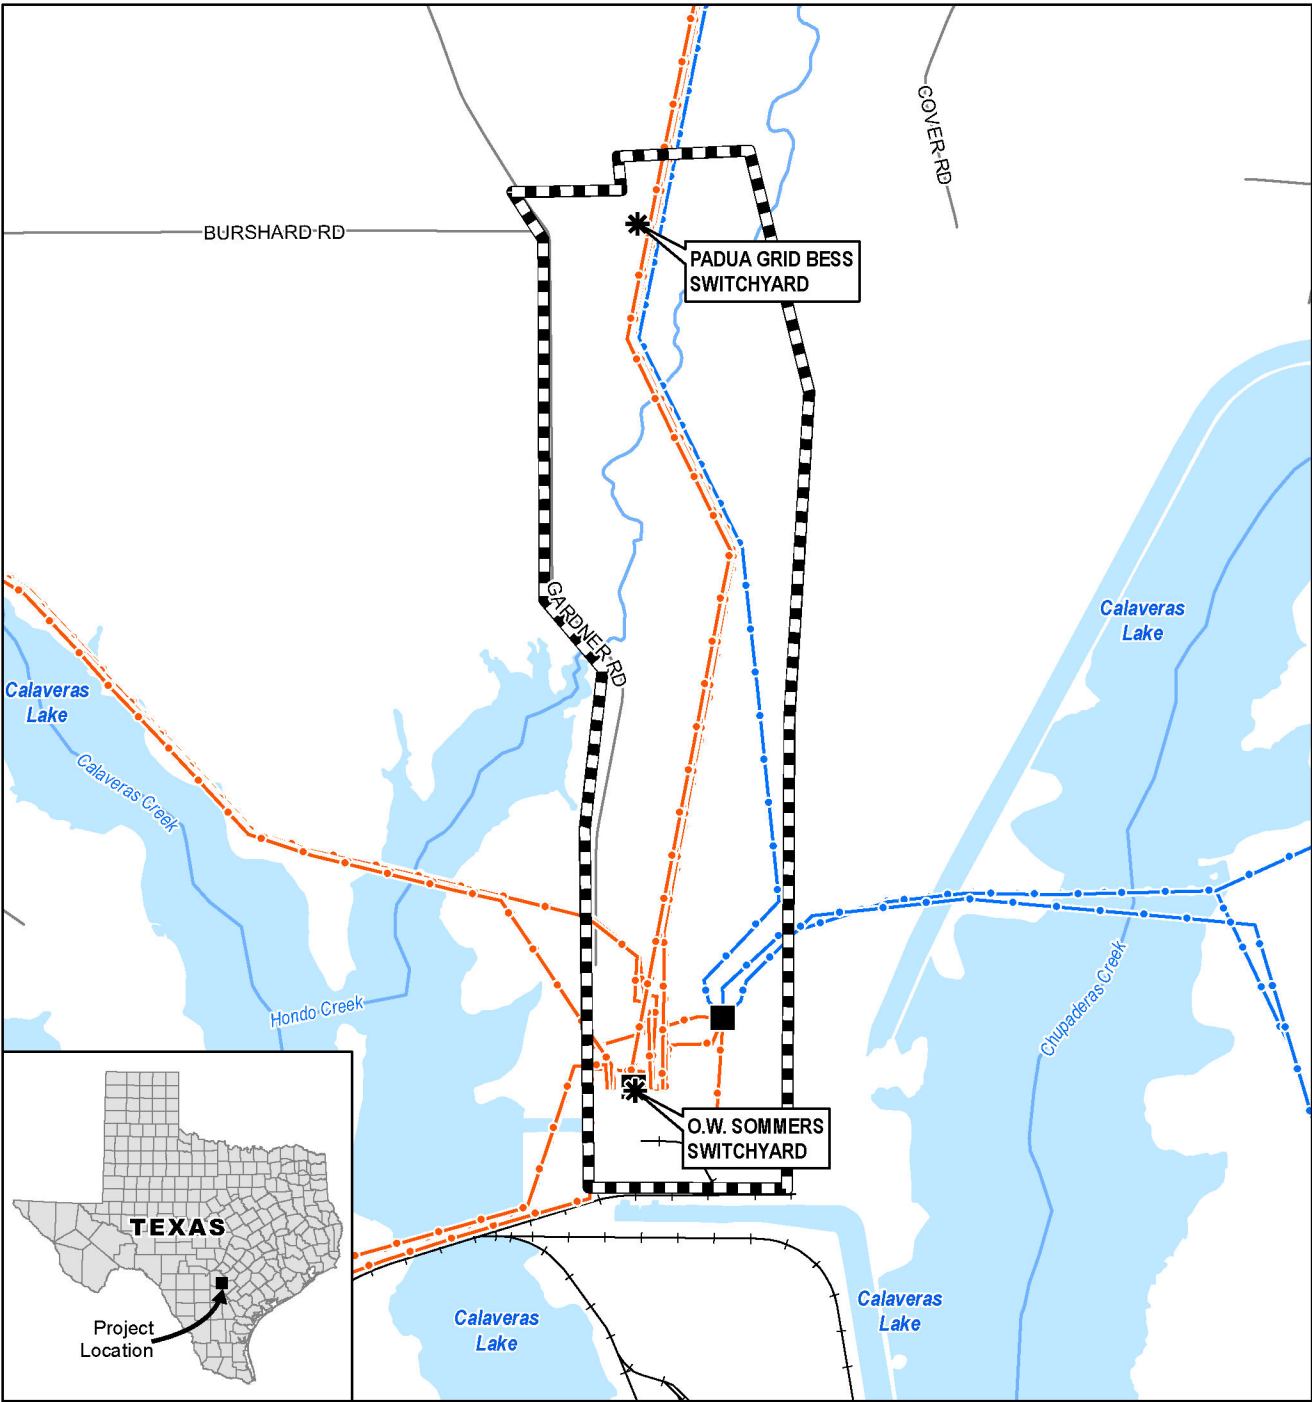 COVER RD
BURSHARD RD
PADUA GRID BESS
SWITCHYARD
GARDNER RD
Calaveras
Lake
Calaveras
Lake
Calaveras Creek
Hondo Creek
Chupaderas Creek
O.W. SOMMERS
SWITCHYARD
TEXAS
Project
Location
Calaveras
Lake
Calaveras
Lake